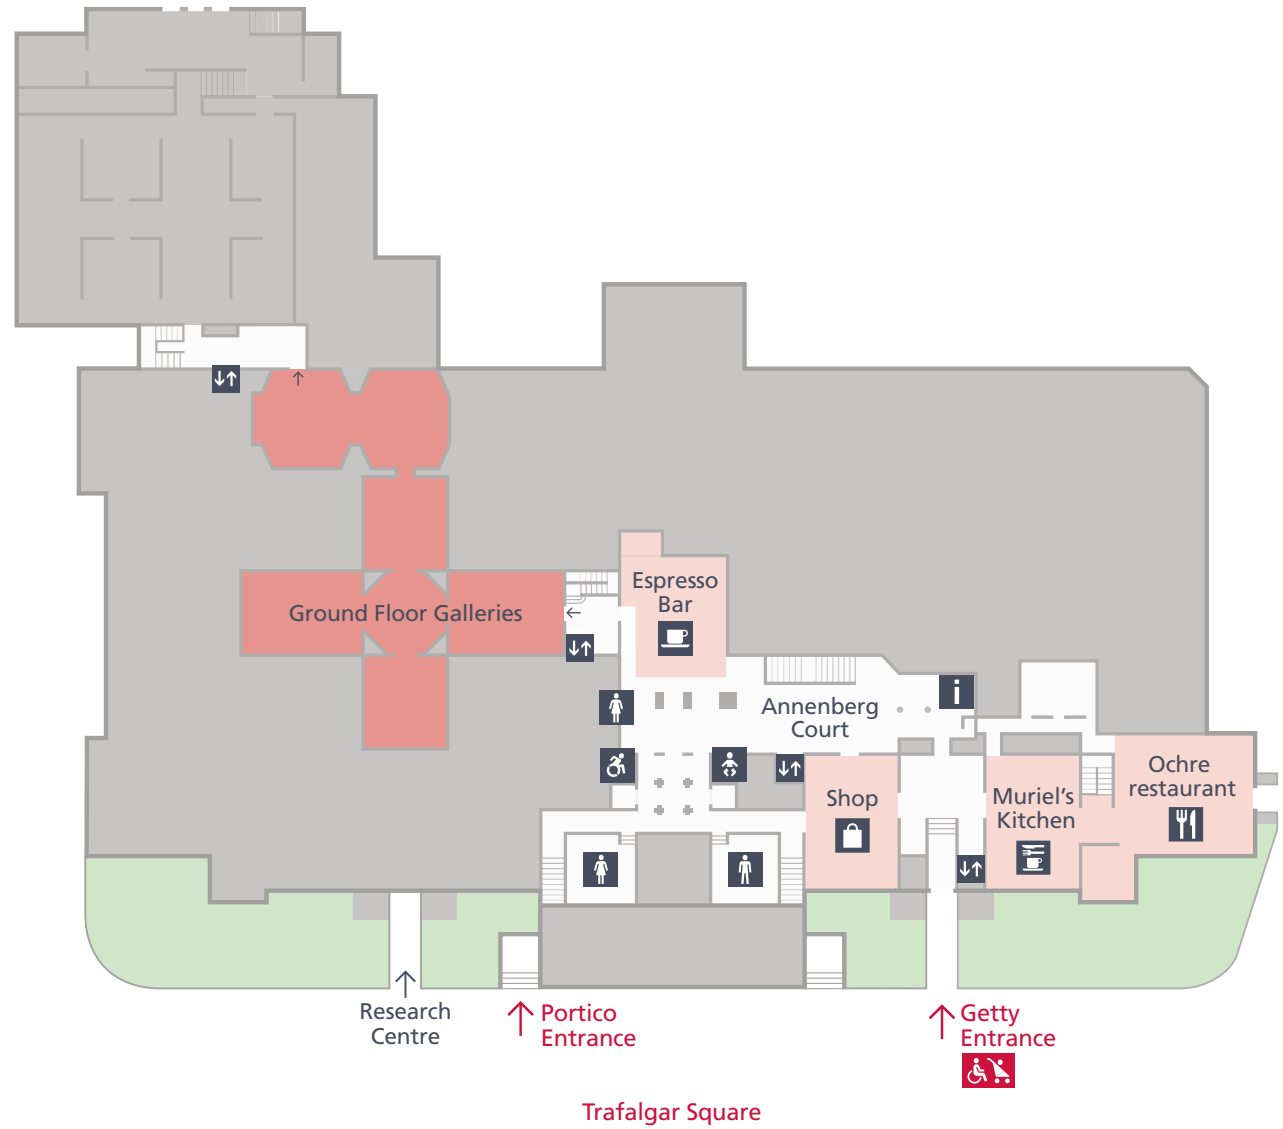 Espresso
Bar
Ground Floor Galleries
Annenberg
Court
i
Ochre
restaurant
Shop
Muriel's
Kitchen
Research
Centre
Portico
Entrance
Getty
Entrance
Trafalgar Square